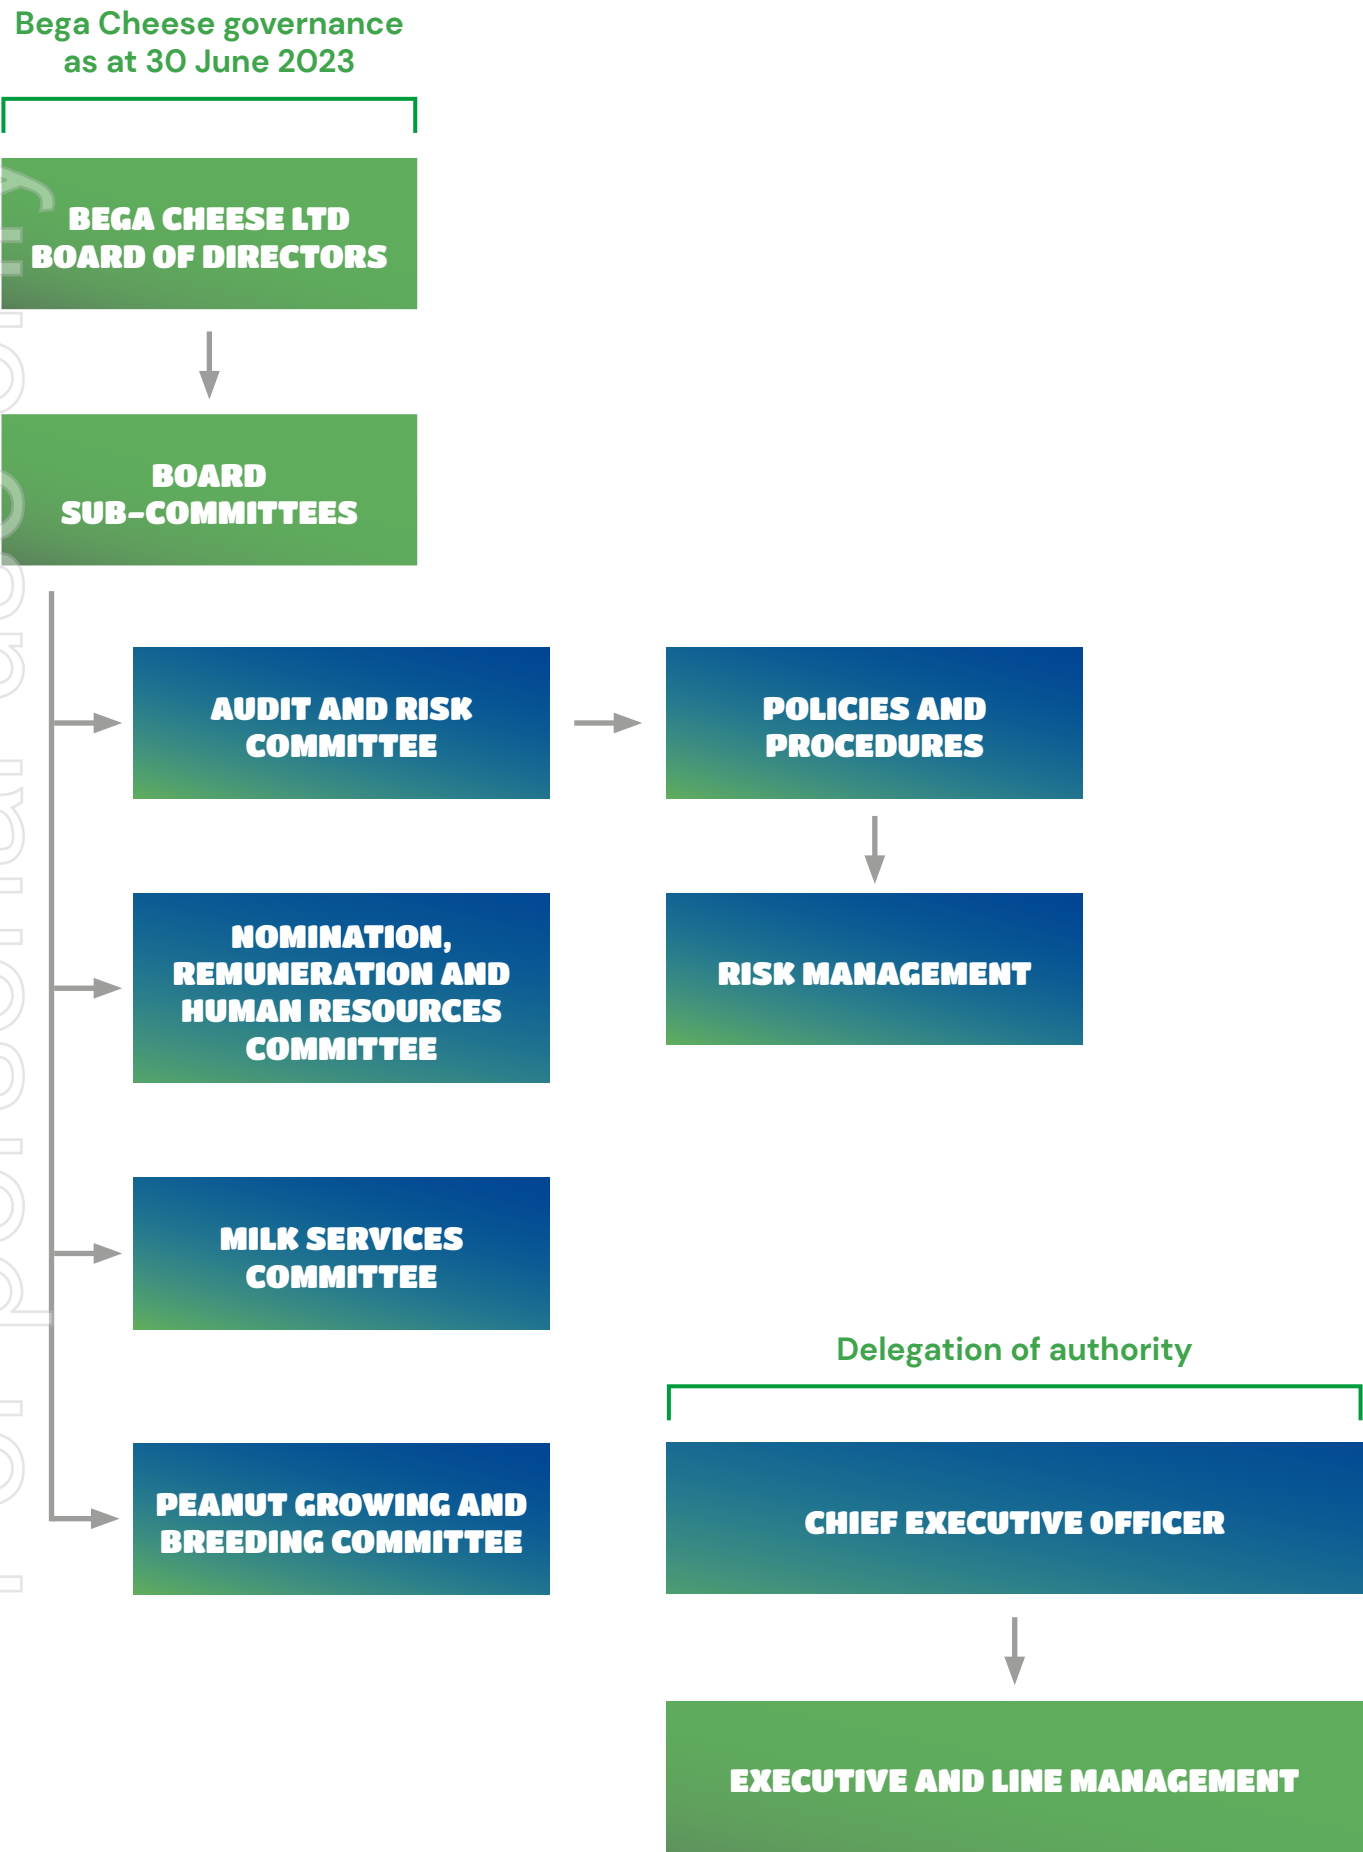 Bega Cheese governance
as at 30 June 2023
BEGA CHEESE LTD
BOARD OF DIRECTORS
BOARD
SUB-COMMITTEES
AUDIT AND RISK
COMMITTEE
POLICIES AND
PROCEDURES
NOMINATION,
REMUNERATION AND
HUMAN RESOURCES
COMMITTEE
RISK MANAGEMENT
MILK SERVICES
COMMITTEE
Delegation of authority
PEANUT GROWING AND
BREEDING COMMITTEE
CHIEF EXECUTIVE OFFICER
EXECUTIVE AND LINE MANAGEMENT